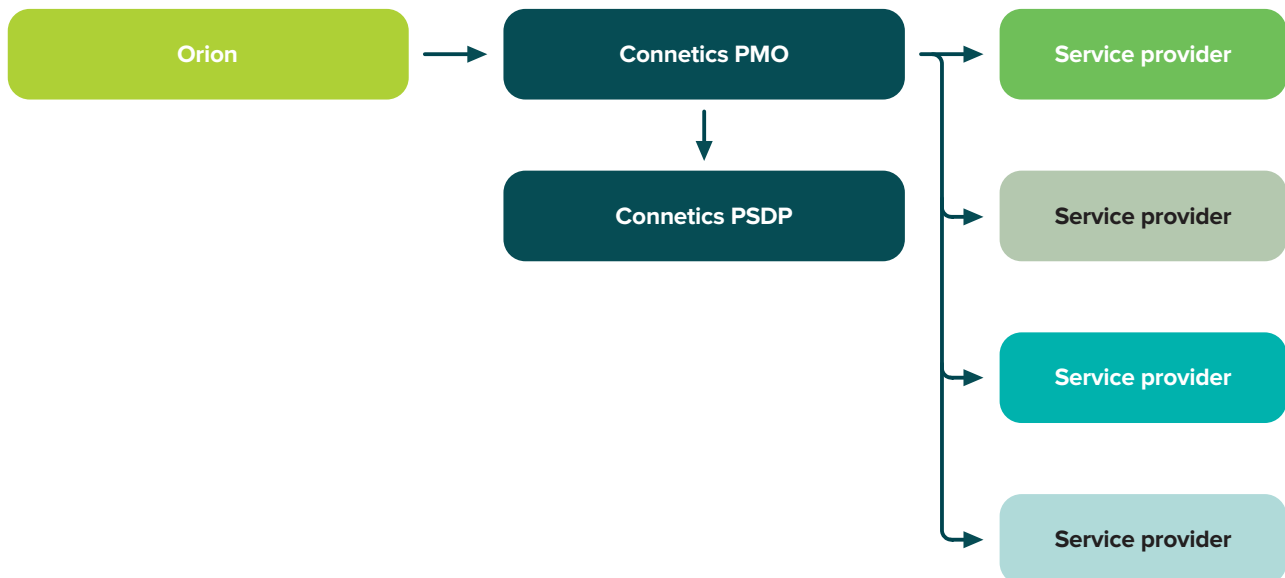 Orion
Connetics PMO
Service provider
Connetics PSDP
Service provider
Service provider
Service provider